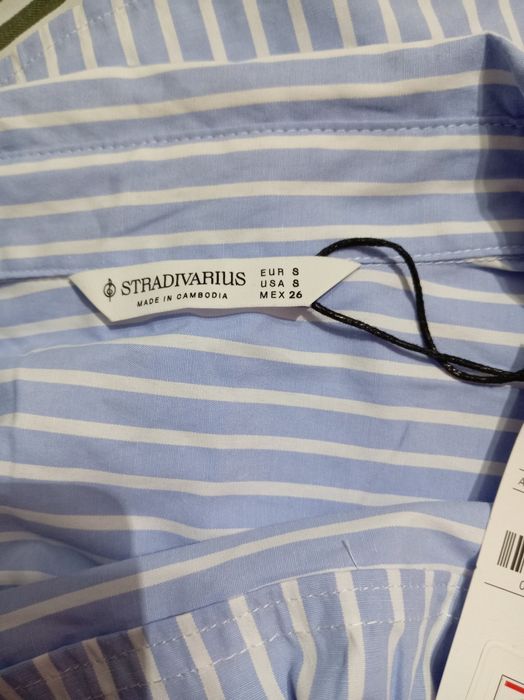 STRADIVARIUS
MADE IN CAMBODIA
EUR S
USA S
MEX 26